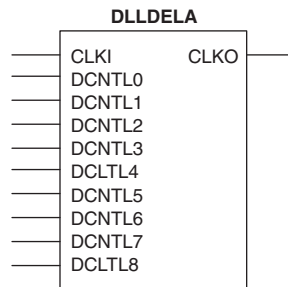 DLLDELA
CLKI CLKO
DCNTL0
DCNTL1
DCNTL2
DCNTL3
DCLTL4
DCNTL5
DCNTL6
DCNTL7
DCLTL8